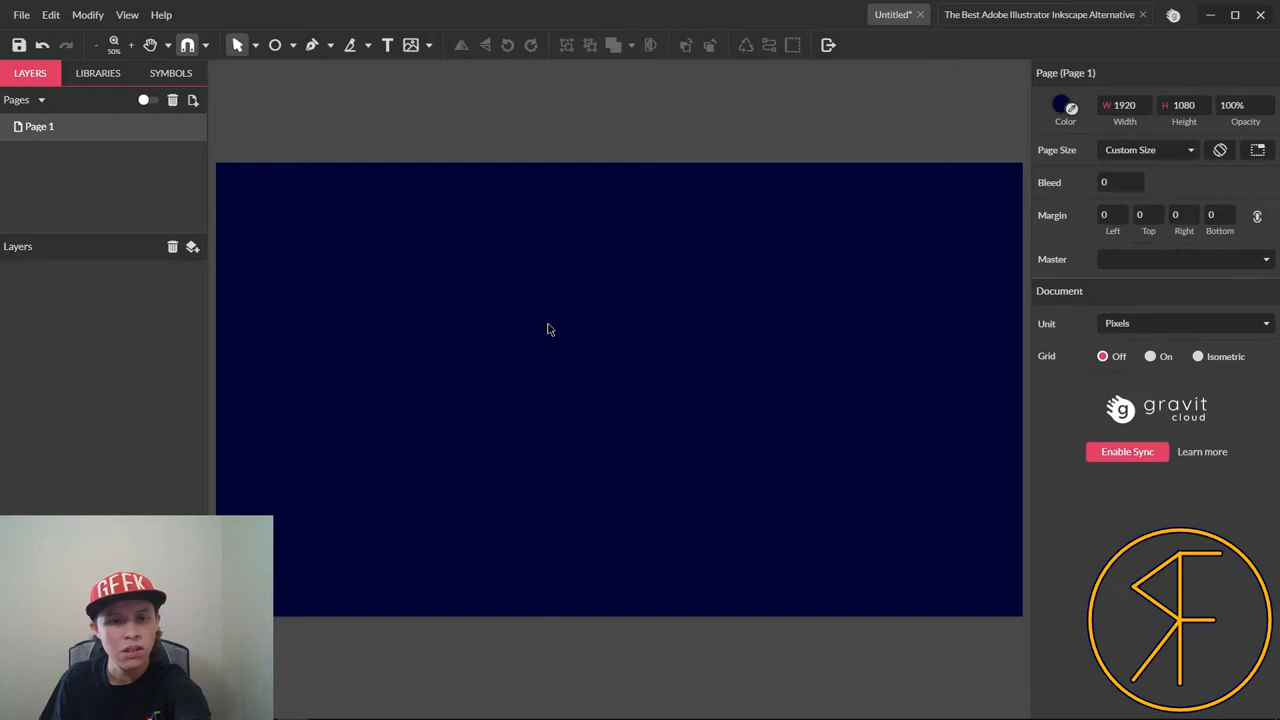 File Edit Modify View Help
Untitled* The Best Adobe Illustrator Inkscape Alternative
50%
LAYERS LIBRARIES SYMBOLS
Pages
Page 1
Layers
Page (Page 1)
W 1920 H 1080 100%
Color Width Height Opacity
Page Size Custom Size
Bleed 0
Margin 0 0 0 0
Left Top Right Bottom
Master
Document
Unit Pixels
Grid Off On Isometric
gravit
cloud
Enable Sync Learn more
GEEK